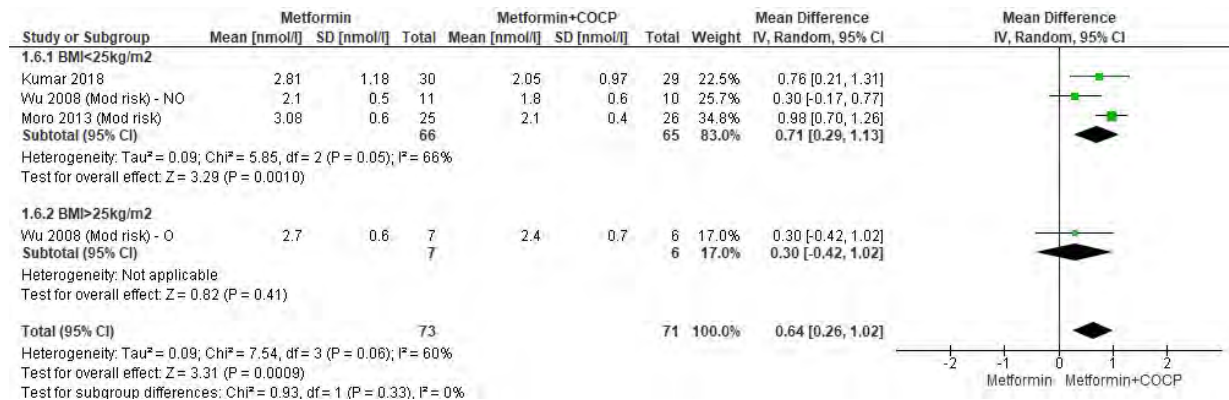 Metformin Metformin+COCP Mean Difference Mean Difference
Study or Subgroup Mean [nmol/l] SD [nmol/l] Total Mean [nmol/l] SD [nmol/l] Total Weight IV, Random, 95% CI IV, Random, 95% CI
1.6.1 BMI<25kg/m2
Kumar 2018 2.81 1.18 30 2.05 0.97 29 22.5% 0.76 [0.21, 1.31]
Wu 2008 (Mod risk) - NO 2.1 0.5 11 1.8 0.6 10 25.7% 0.30 [-0.17, 0.77]
Moro 2013 (Mod risk) 3.08 0.6 25 2.1 0.4 26 34.8% 0.98 [0.70, 1.26]
Subtotal (95% CI) 66 65 83.0% 0.71 [0.29, 1.13]
Heterogeneity: Tau² = 0.09; Chi² = 5.85, df = 2 (P = 0.05); I² = 66%
Test for overall effect: Z = 3.29 (P = 0.0010)
1.6.2 BMI>25kg/m2
Wu 2008 (Mod risk) - O 2.7 0.6 7 2.4 0.7 6 17.0% 0.30 [-0.42, 1.02]
Subtotal (95% CI) 7 6 17.0% 0.30 [-0.42, 1.02]
Heterogeneity: Not applicable
Test for overall effect: Z = 0.82 (P = 0.41)
Total (95% CI) 73 71 100.0% 0.64 [0.26, 1.02]
Heterogeneity: Tau² = 0.09; Chi² = 7.54, df = 3 (P = 0.06); I² = 60%
Test for overall effect: Z = 3.31 (P = 0.0009)
Test for subgroup differences: Chi² = 0.93, df = 1 (P = 0.33), I² = 0%
-2 -1 0 1 2
Metformin Metformin+COCP